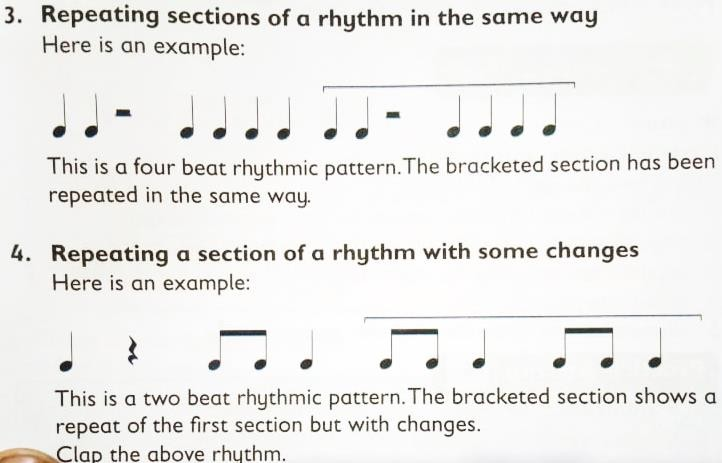 3. Repeating sections of a rhythm in the same way
Here is an example:
This is a four beat rhythmic pattern.The bracketed section has been
repeated in the same way.
4. Repeating a section of a rhythm with some changes
Here is an example:
This is a two beat rhythmic pattern.The bracketed section shows a
repeat of the first section but with changes.
Clap the above rhythm.